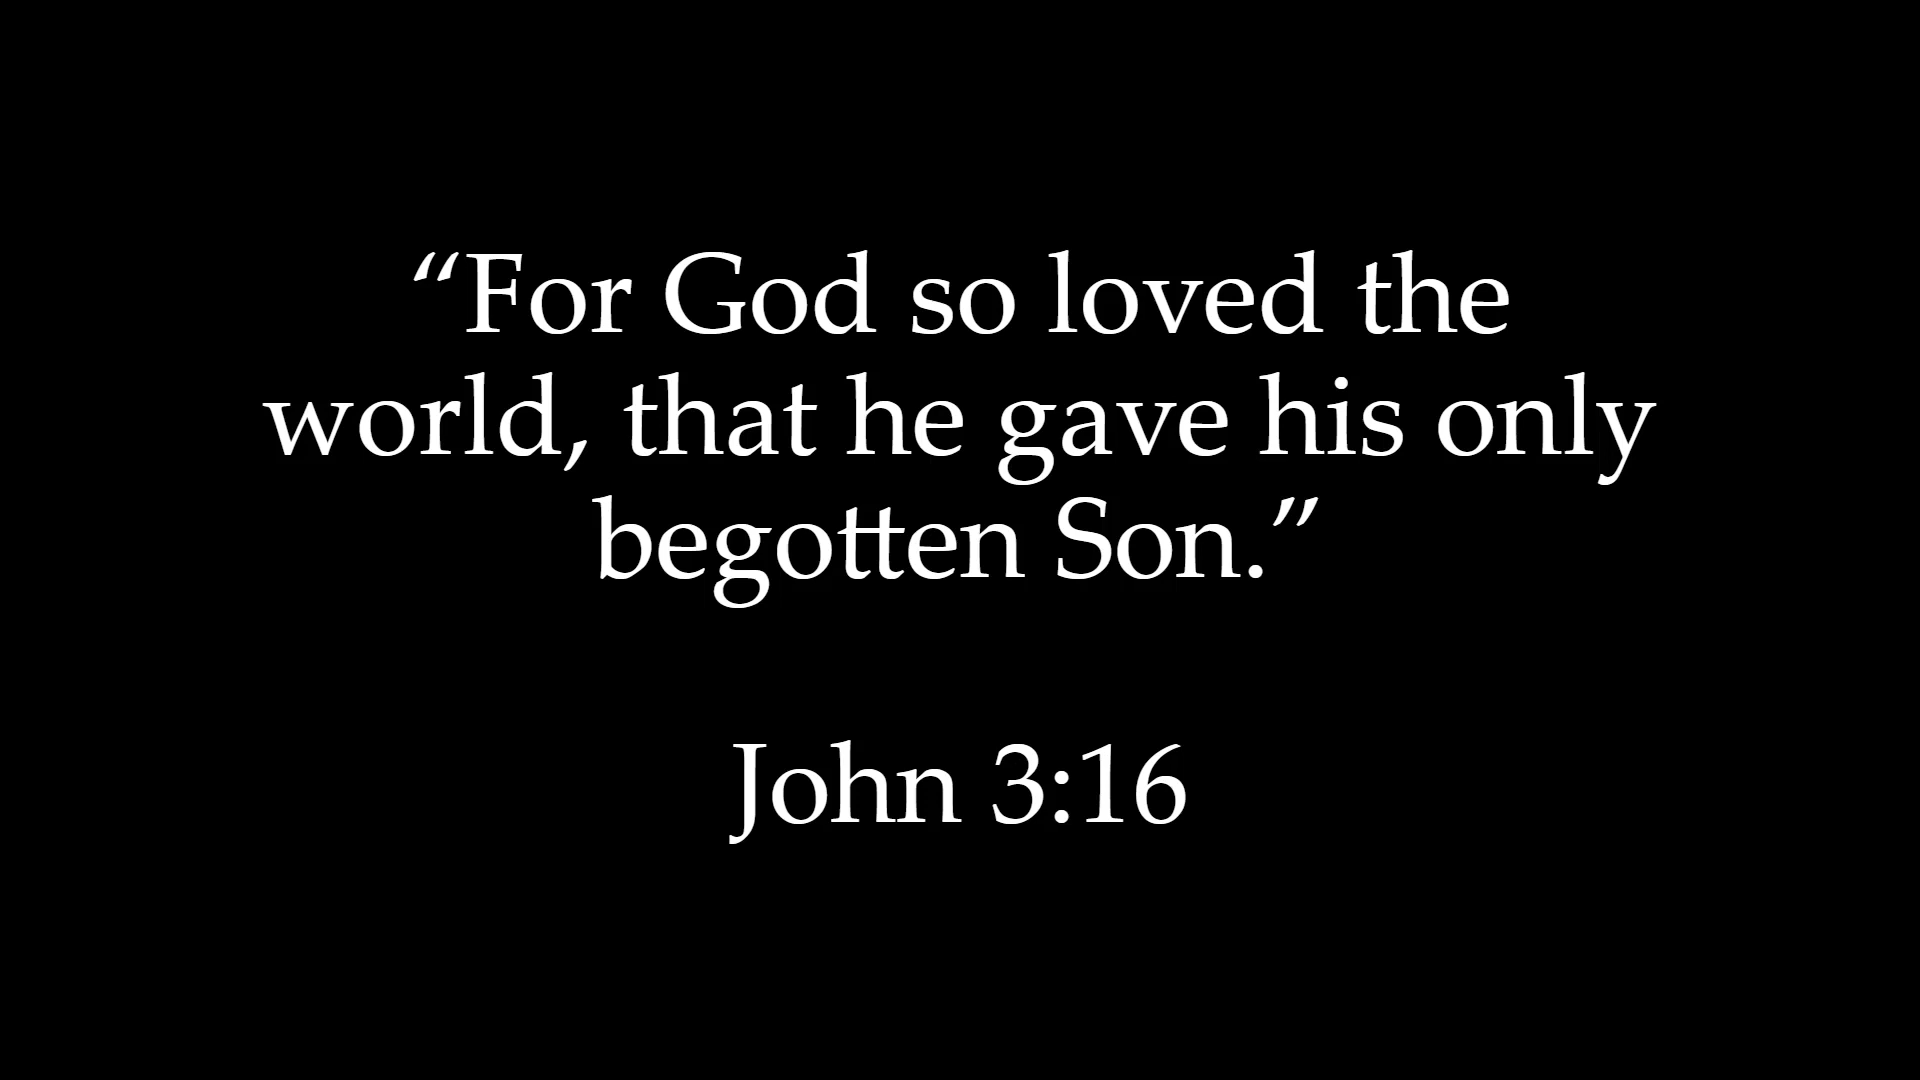 “For God so loved the
world, that he gave his only
begotten Son.”
John 3:16